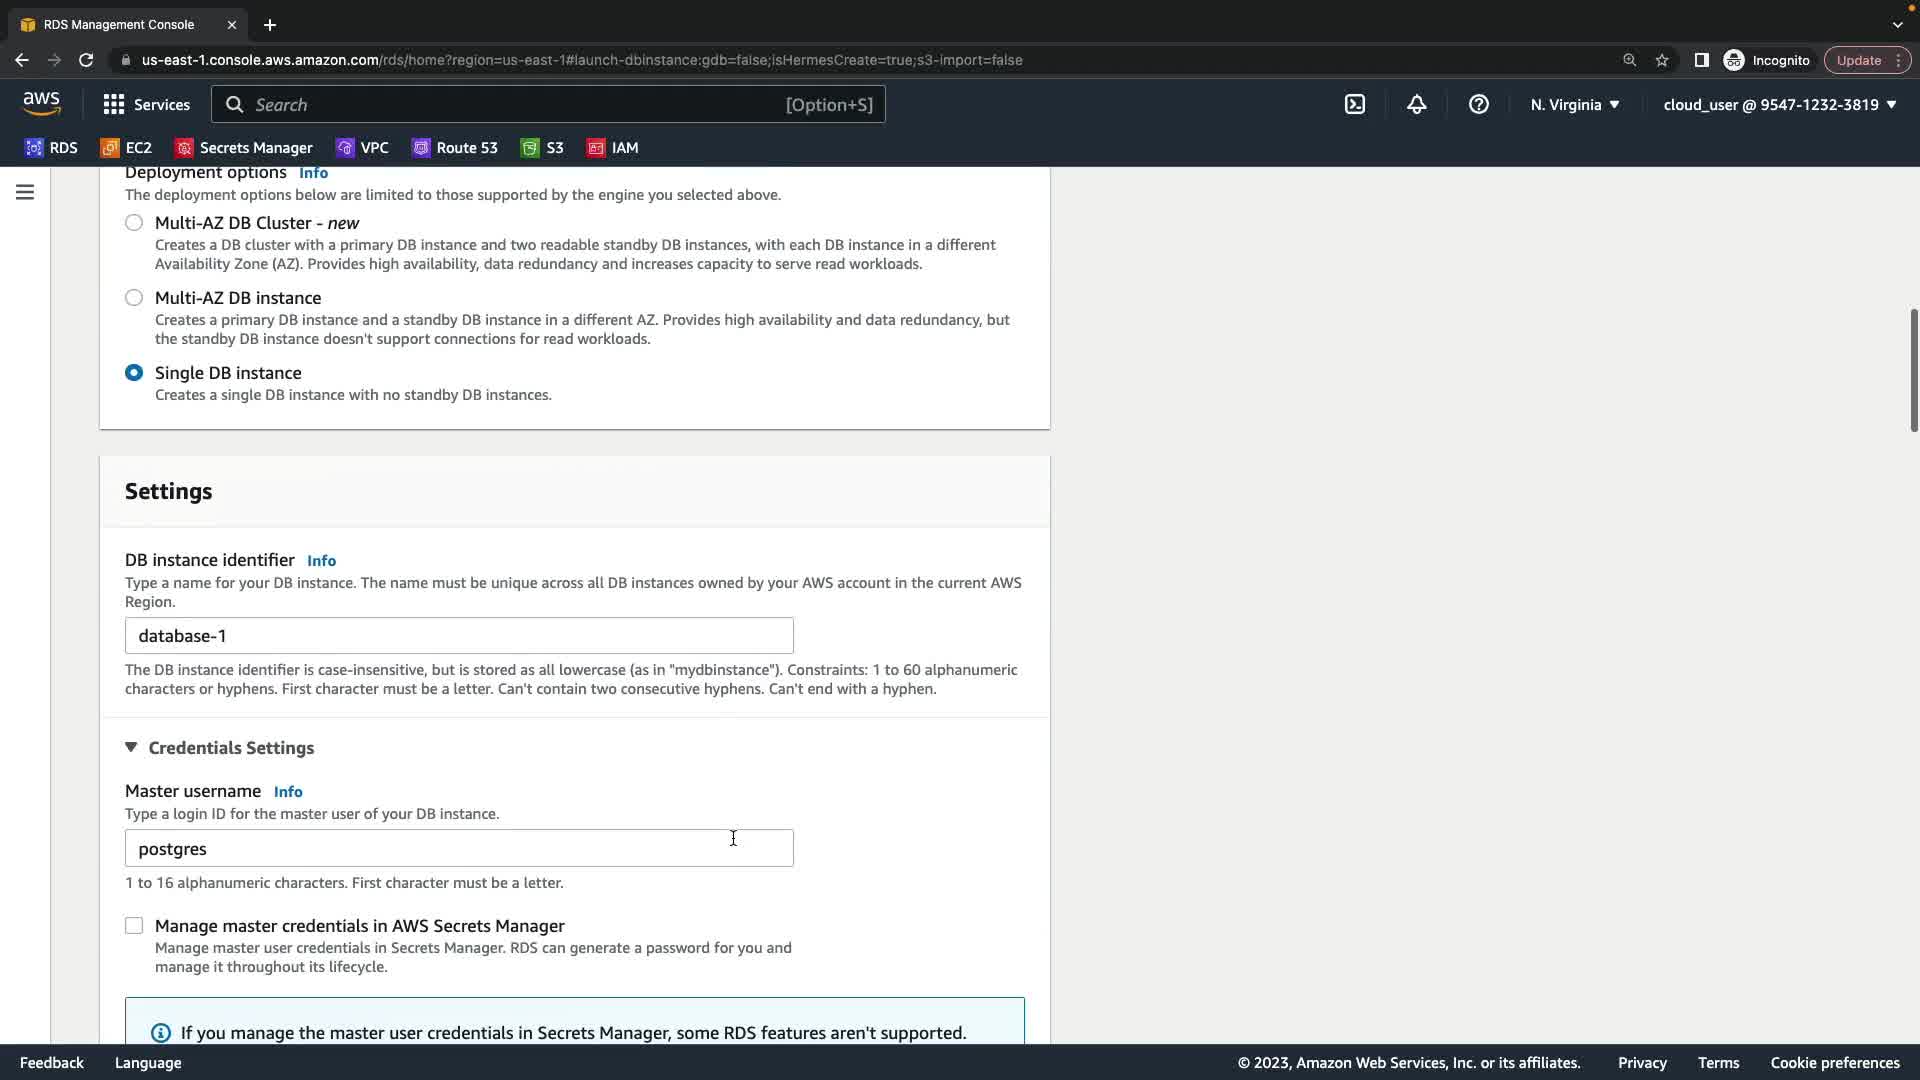 RDS Management Console
us-east-1.console.aws.amazon.com/rds/home?region=us-east-1#launch-dbinstance:gdb=false;isHermesCreate=true;s3-import=false
Incognito
Update
aws
Services
Search
[Option+S]
N. Virginia
cloud_user @ 9547-1232-3819
RDS
EC2
Secrets Manager
VPC
Route 53
S3
IAM
Deployment options Info
The deployment options below are limited to those supported by the engine you selected above.
Multi-AZ DB Cluster - new
Creates a DB cluster with a primary DB instance and two readable standby DB instances, with each DB instance in a different
Availability Zone (AZ). Provides high availability, data redundancy and increases capacity to serve read workloads.
Multi-AZ DB instance
Creates a primary DB instance and a standby DB instance in a different AZ. Provides high availability and data redundancy, but
the standby DB instance doesn't support connections for read workloads.
Single DB instance
Creates a single DB instance with no standby DB instances.
Settings
DB instance identifier Info
Type a name for your DB instance. The name must be unique across all DB instances owned by your AWS account in the current AWS
Region.
database-1
The DB instance identifier is case-insensitive, but is stored as all lowercase (as in "mydbinstance"). Constraints: 1 to 60 alphanumeric
characters or hyphens. First character must be a letter. Can't contain two consecutive hyphens. Can't end with a hyphen.
Credentials Settings
Master username Info
Type a login ID for the master user of your DB instance.
postgres
1 to 16 alphanumeric characters. First character must be a letter.
Manage master credentials in AWS Secrets Manager
Manage master user credentials in Secrets Manager. RDS can generate a password for you and
manage it throughout its lifecycle.
If you manage the master user credentials in Secrets Manager, some RDS features aren't supported.
Feedback
Language
© 2023, Amazon Web Services, Inc. or its affiliates.
Privacy
Terms
Cookie preferences